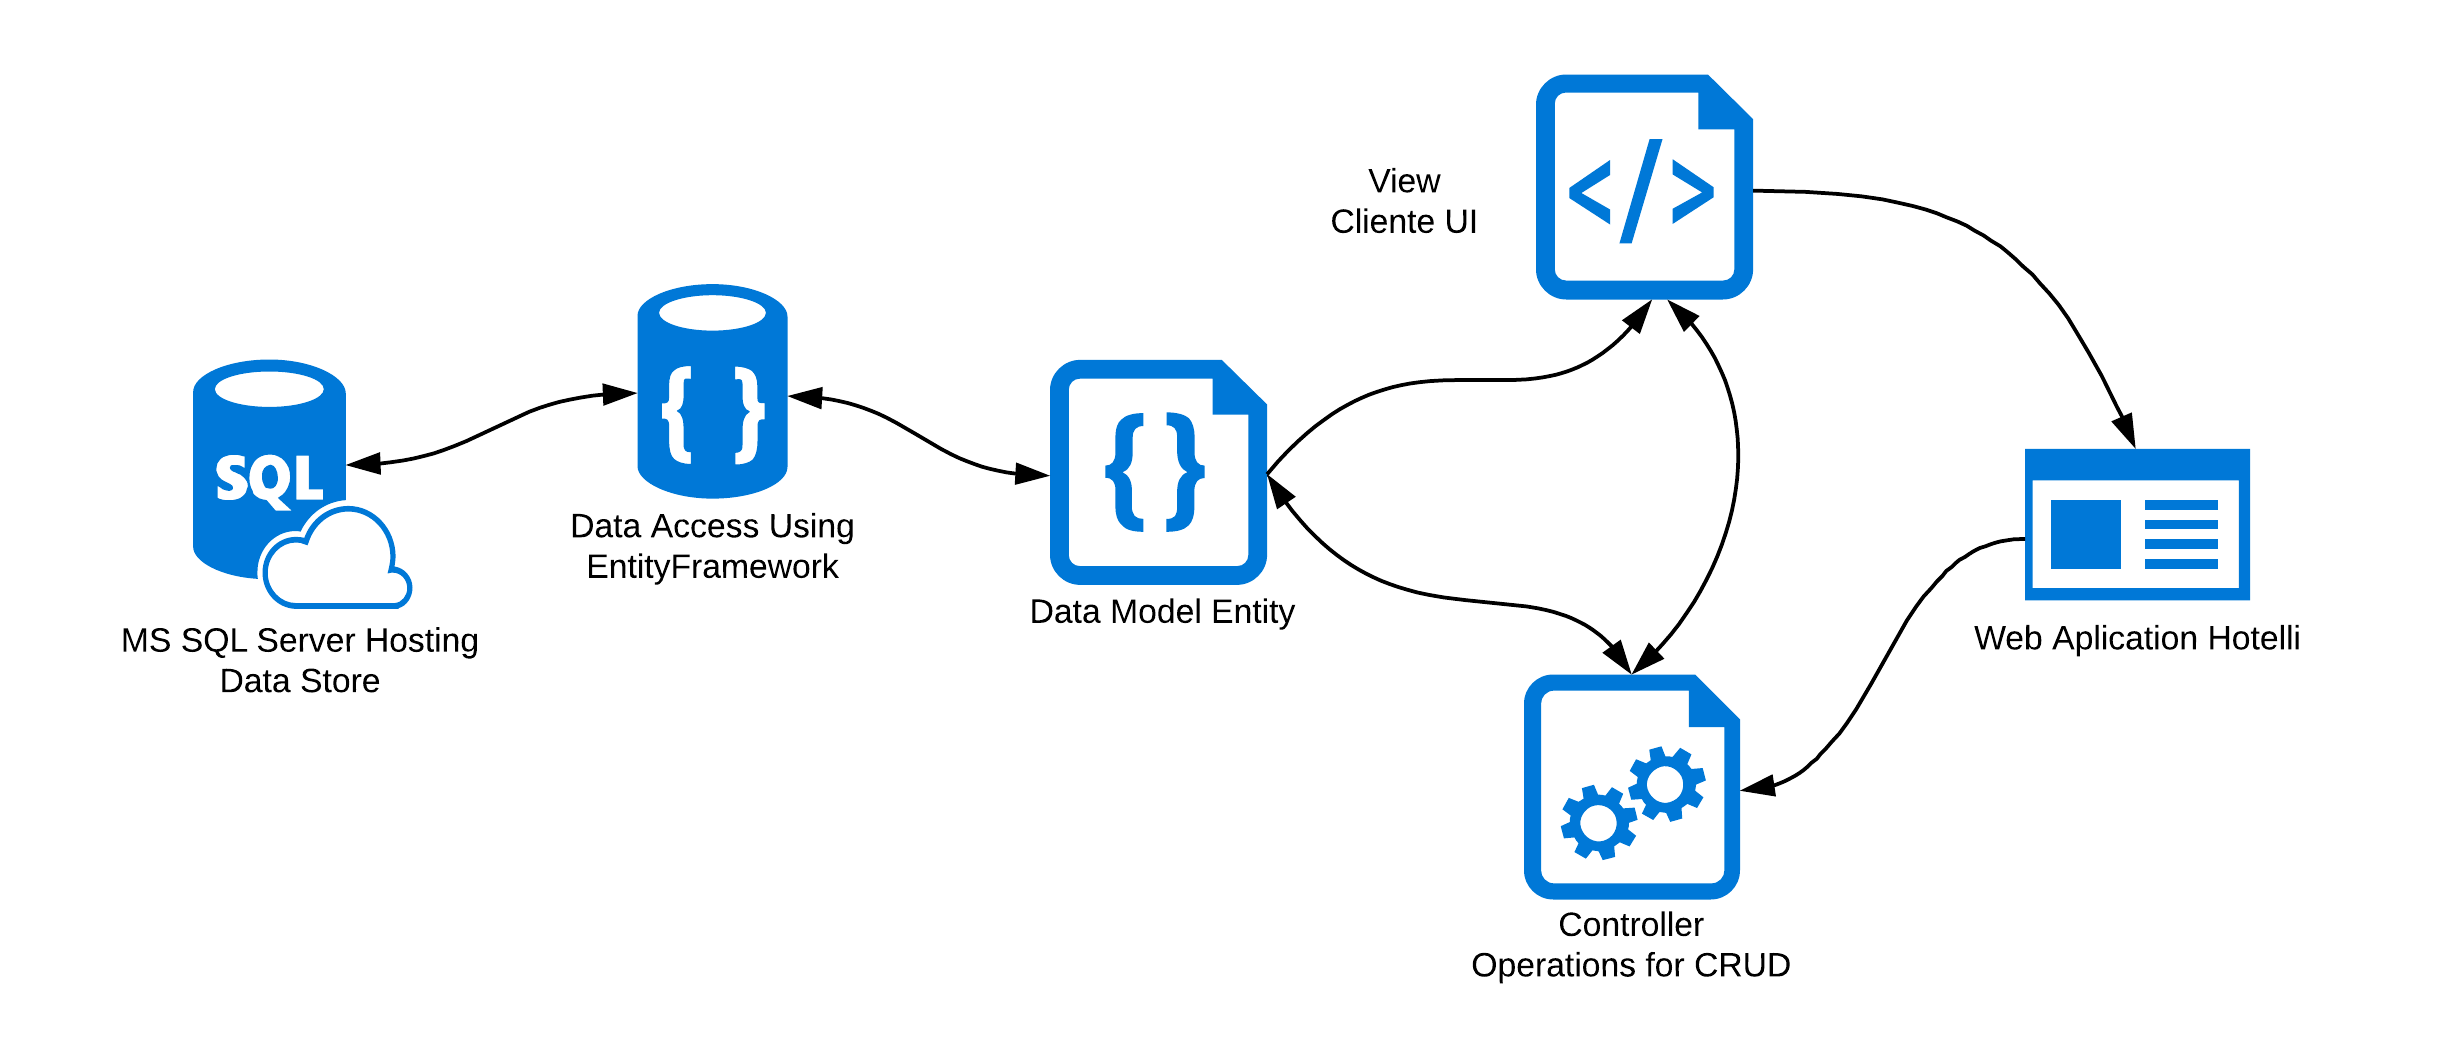 View
Cliente UI
</>
SQL
{ }
{ }
Data Access Using
EntityFramework
Data Model Entity
MS SQL Server Hosting
Data Store
Web Aplication Hotelli
Controller
Operations for CRUD